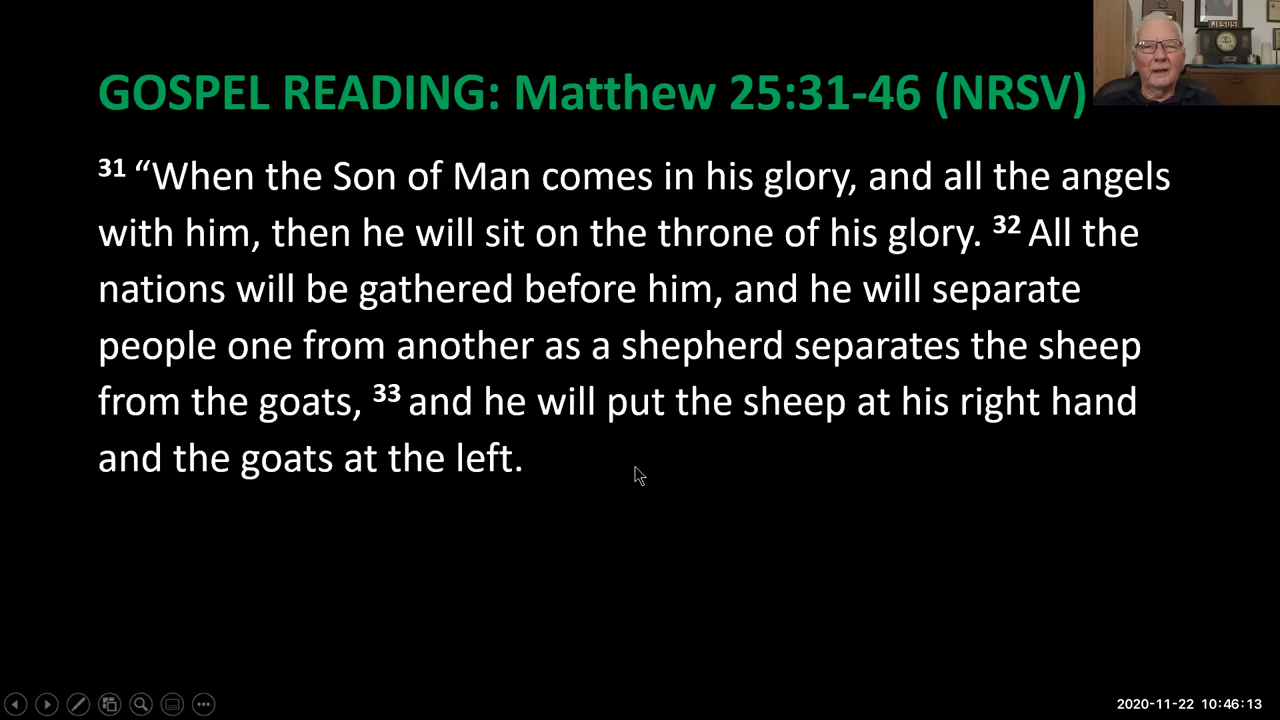 GOSPEL READING: Matthew 25:31-46 (NRSV)
JESUS
31 “When the Son of Man comes in his glory, and all the angels
with him, then he will sit on the throne of his glory. 32 All the
nations will be gathered before him, and he will separate
people one from another as a shepherd separates the sheep
from the goats, 33 and he will put the sheep at his right hand
and the goats at the left.
2020-11-22 10:46:13